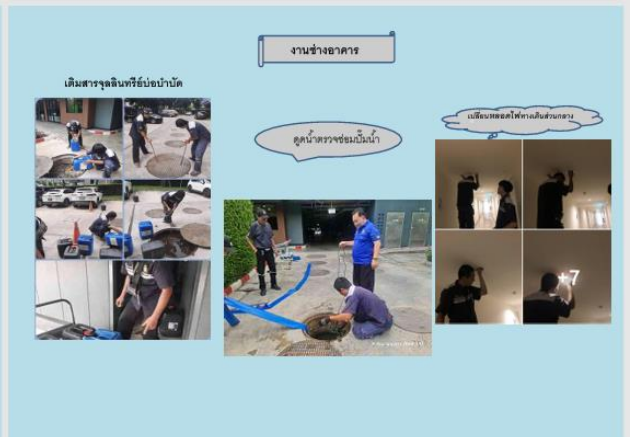 งานช่างอาคาร
เติมสารจุลินทรีย์บ่อบำบัด
ดูดน้ำตรวจซ่อมปั๊มน้ำ
เปลี่ยนหลอดไฟทางเดินส่วนกลาง
+7